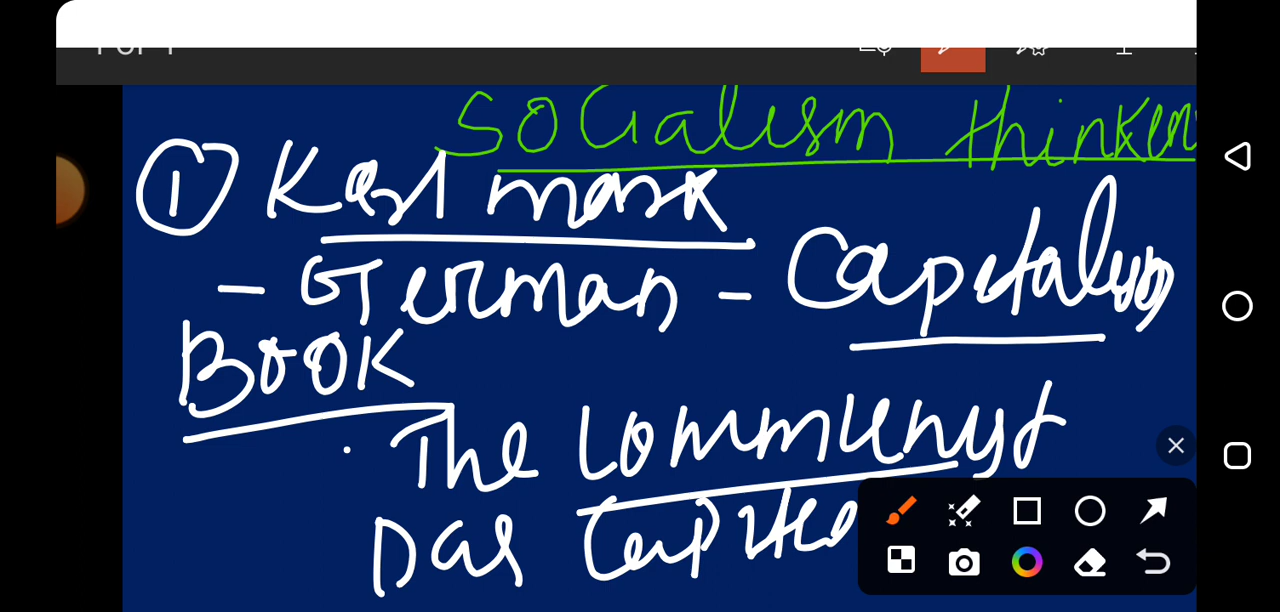 Socialism thinker
① Karl marx
- German - Capitalism
Book
The Communist
Das Capital